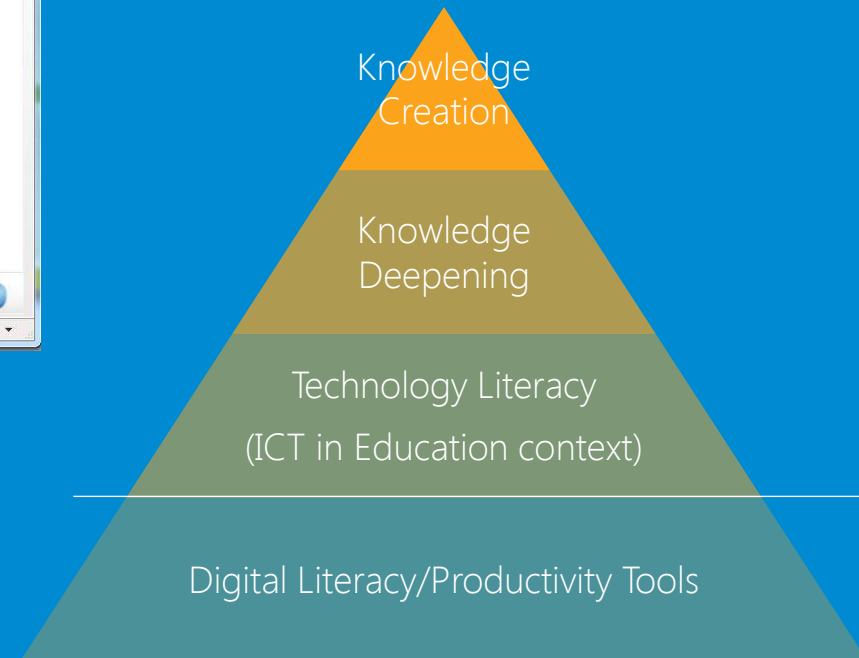 Knowledge
Creation
Knowledge
Deepening
Technology Literacy
(ICT in Education context)
Digital Literacy/Productivity Tools